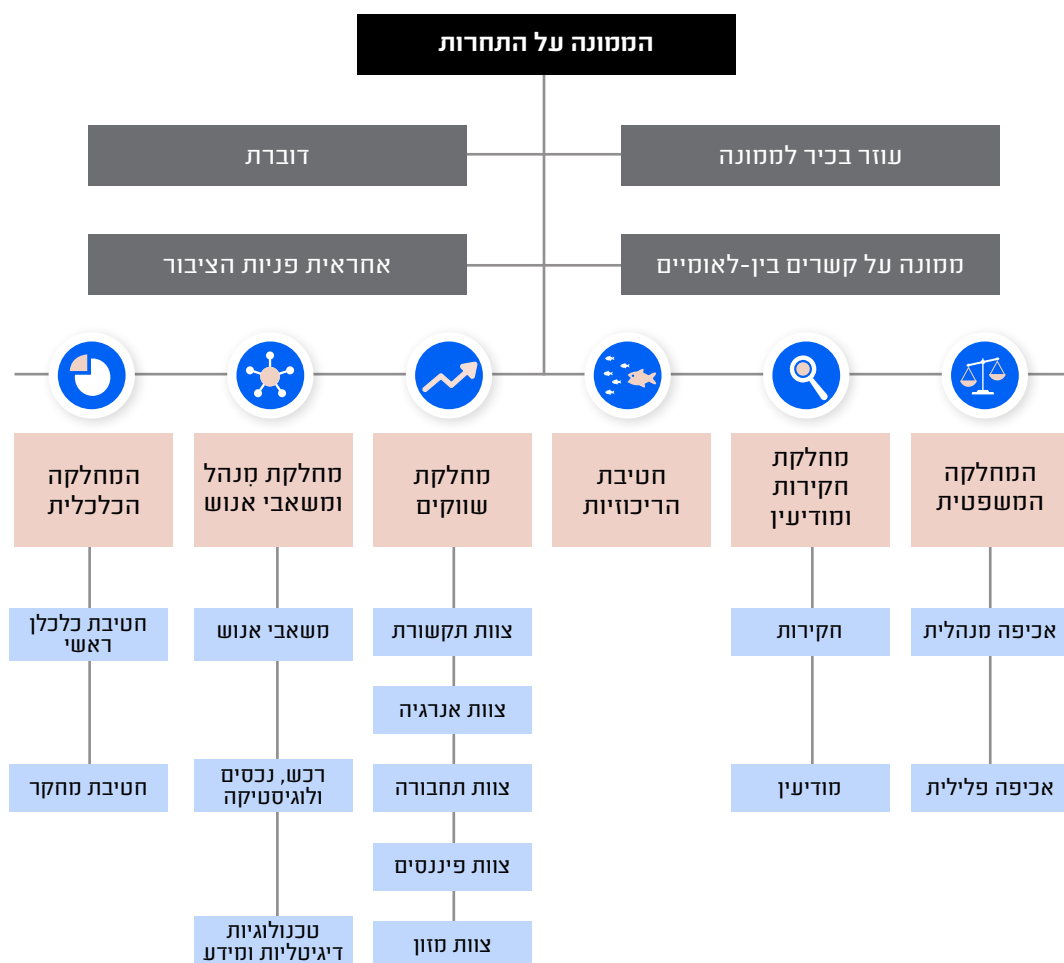 הממונה על התחרות
עוזר בכיר לממונה
דוברת
ממונה על קשרים בין-לאומיים
אחראית פניות הציבור
המחלקה
המשפטית
אכיפה מנהלית
אכיפה פלילית
מחלקת
חקירות
ומודיעין
חקירות
מודיעין
חטיבת
הריכוזיות
מחלקת
שווקים
צוות תקשורת
צוות אנרגיה
צוות תחבורה
צוות פיננסים
צוות מזון
מחלקת מִנהל
ומשאבי אנוש
משאבי אנוש
רכש, נכסים
ולוגיסטיקה
טכנולוגיות
דיגיטליות ומידע
המחלקה
הכלכלית
חטיבת כלכלן
ראשי
חטיבת מחקר